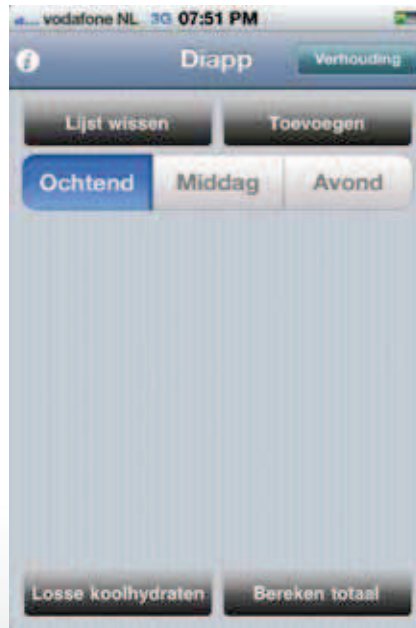 vodafone NL 3G 07:51 PM
Diapp Verhouding
Lijst wissen Toevoegen
Ochtend Middag Avond
Losse koolhydraten Bereken totaal